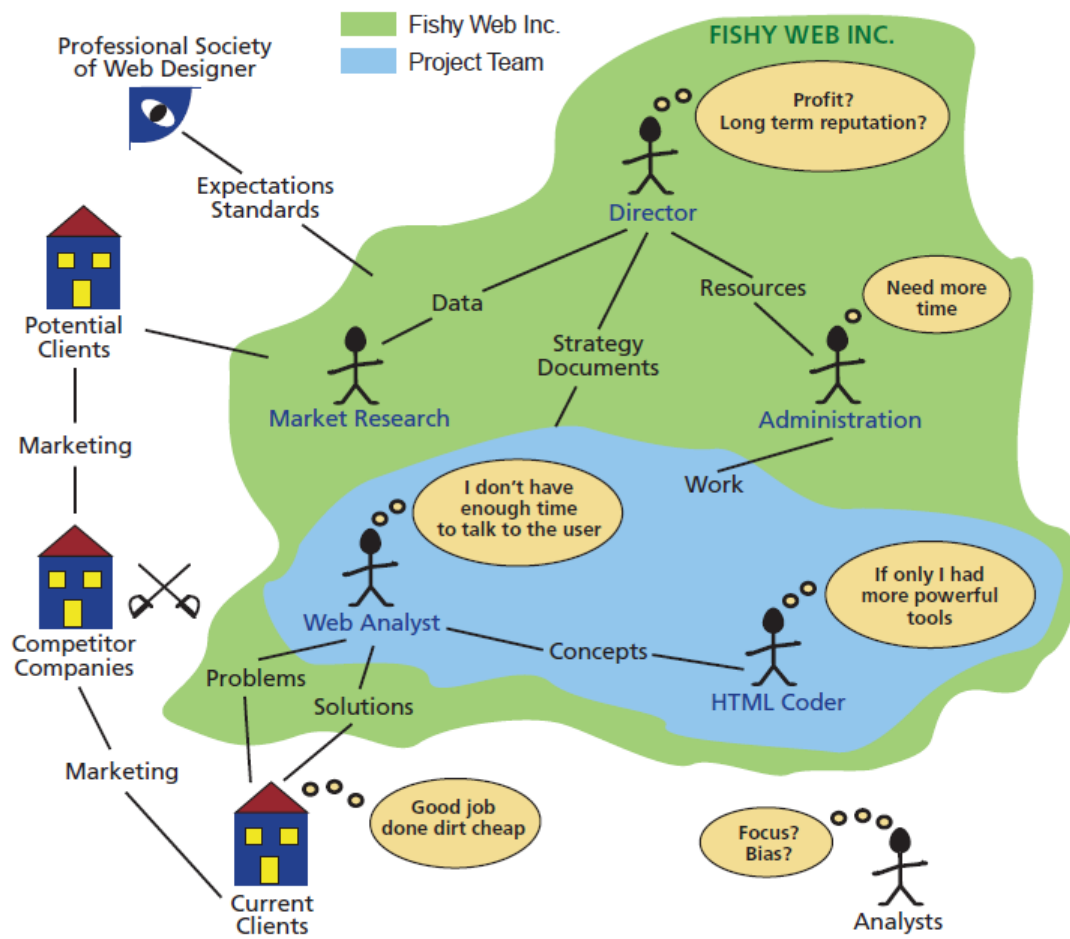 Professional Society
of Web Designer
Fishy Web Inc.
Project Team
FISHY WEB INC.
Profit?
Long term reputation?
Expectations
Standards
Director
Data
Resources
Need more
time
Potential
Clients
Strategy
Documents
Market Research
Administration
Marketing
Work
I don't have
enough time
to talk to the user
If only I had
more powerful
tools
Web Analyst
Concepts
HTML Coder
Competitor
Companies
Problems
Solutions
Marketing
Good job
done dirt cheap
Focus?
Bias?
Current
Clients
Analysts